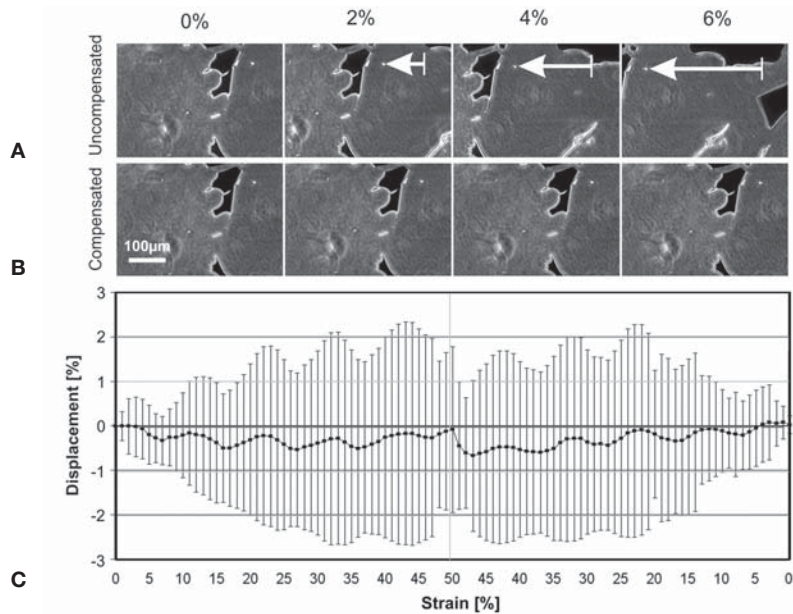 0% 2% 4% 6%
Uncompensated
A
Compensated
100µm
B
3
2
1
0
-1
-2
-3
Displacement [%]
C
0 5 10 15 20 25 30 35 40 45 50 45 40 35 30 25 20 15 10 5 0
Strain [%]